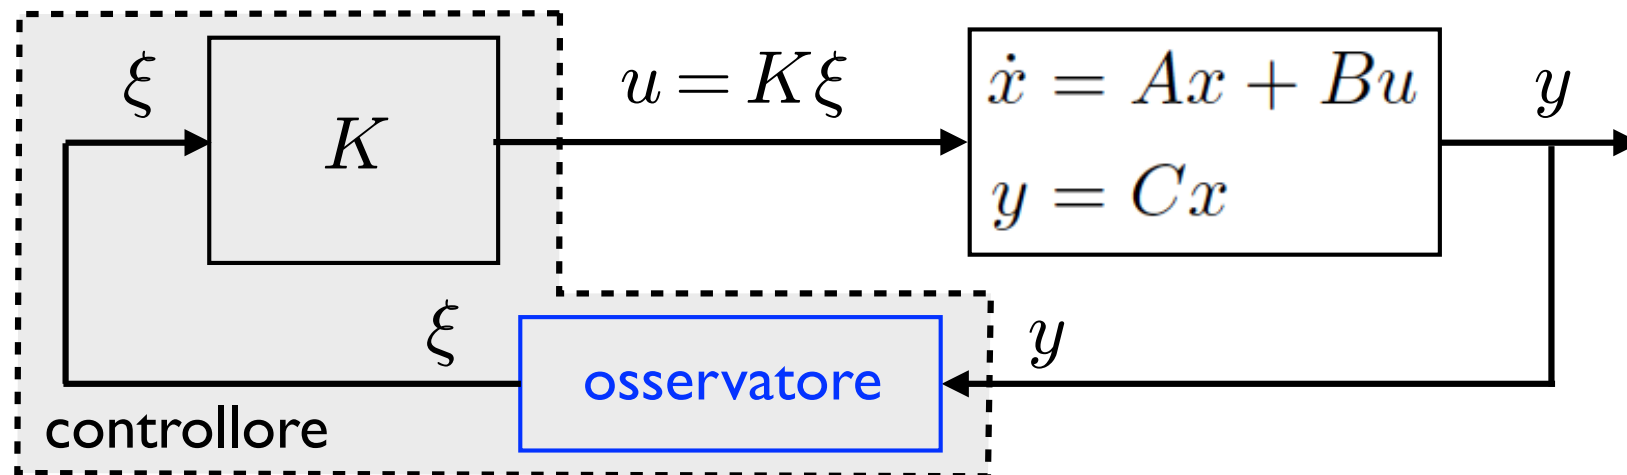 ξ
K
u = Kξ
ẋ = Ax + Bu
y = Cx
y
ξ
osservatore
y
controllore